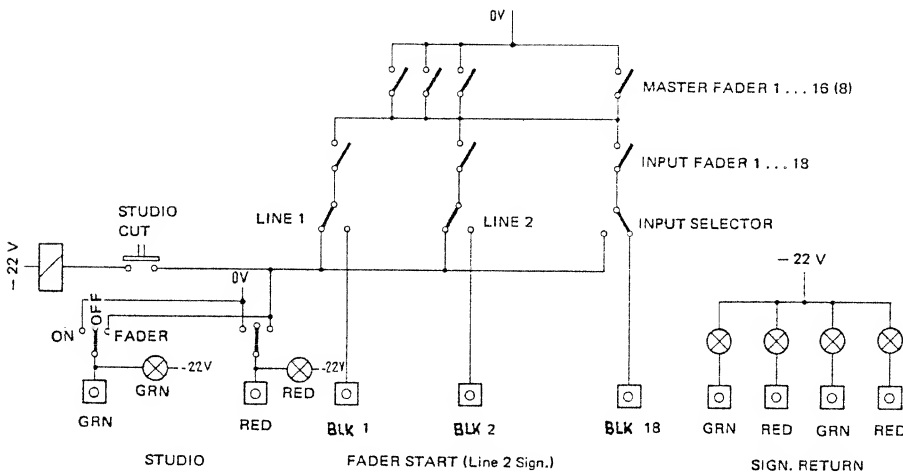 0V
MASTER FADER 1 . . . 16 (8)
INPUT FADER 1 . . . 18
LINE 1
LINE 2
INPUT SELECTOR
STUDIO
CUT
– 22 V
0V
– 22 V
ON
OFF
FADER
-22V
-22V
GRN
RED
GRN
RED
BLK 1
BLK 2
BLK 18
GRN
RED
GRN
RED
STUDIO
FADER START (Line 2 Sign.)
SIGN. RETURN